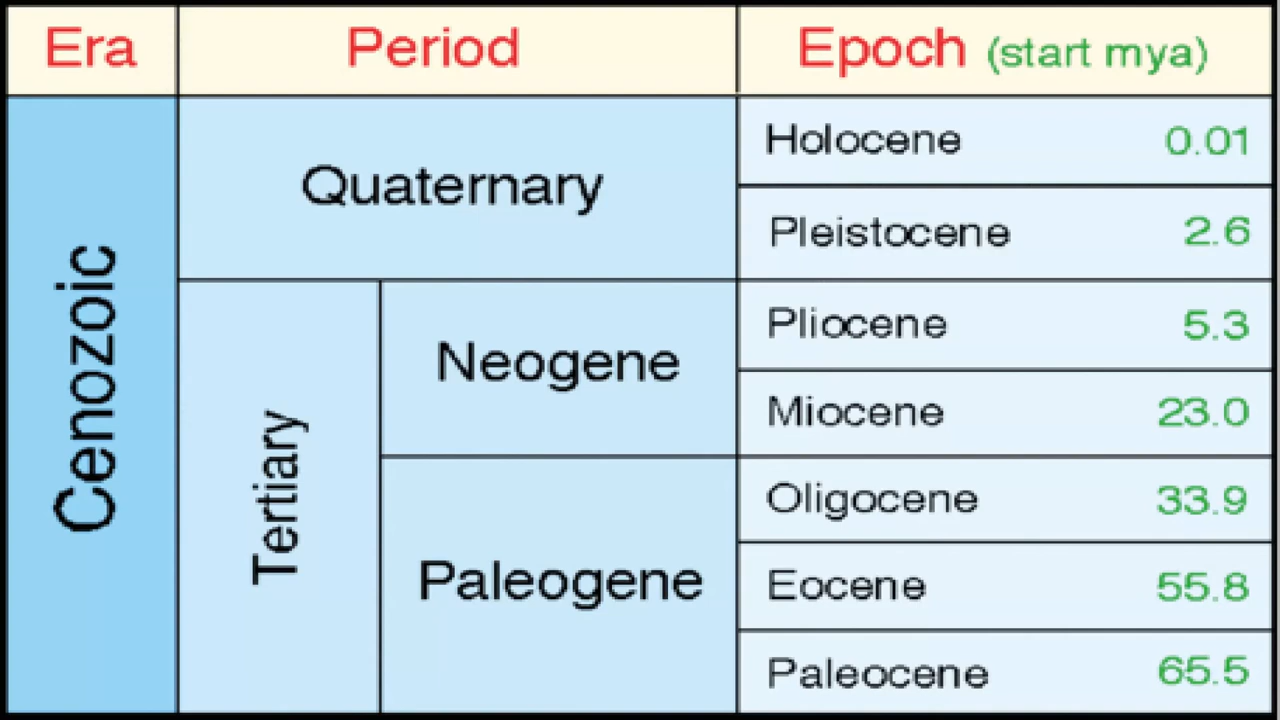 Era Period Epoch (start mya)
Cenozoic
Quaternary
Holocene 0.01
Pleistocene 2.6
Tertiary
Neogene
Pliocene 5.3
Miocene 23.0
Paleogene
Oligocene 33.9
Eocene 55.8
Paleocene 65.5